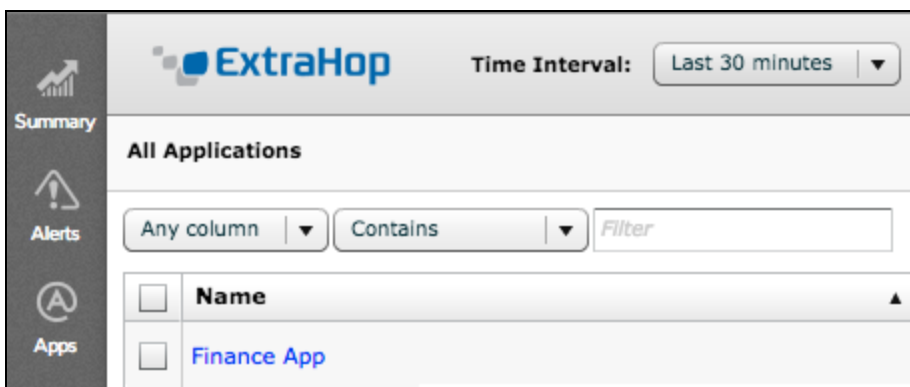 ExtraHop Time Interval: Last 30 minutes
Summary
All Applications
Alerts
Any column Contains Filter
Name
Apps
Finance App